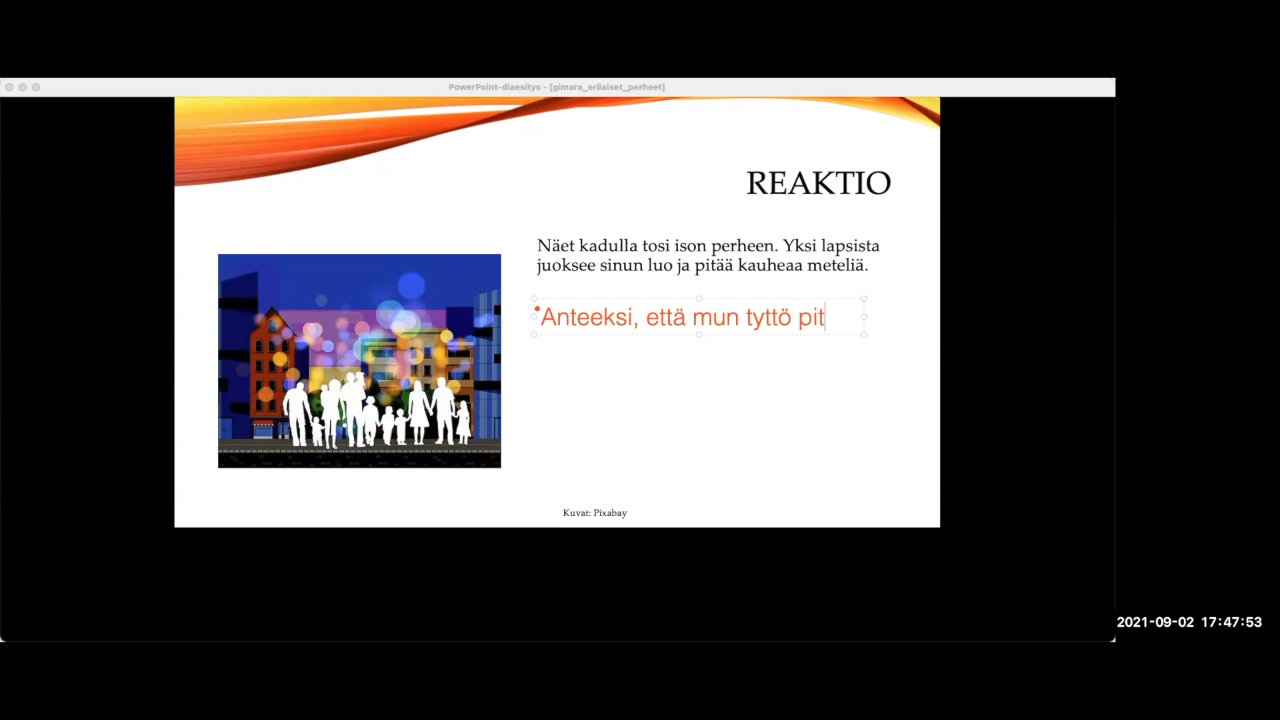 PowerPoint-diaesitys - [gimara_erilaiset_perheet]
REAKTIO
Näet kadulla tosi ison perheen. Yksi lapsista
juoksee sinun luo ja pitää kauheaa meteliä.
•Anteeksi, että mun tyttö pit
Kuvat: Pixabay
2021-09-02 17:47:53